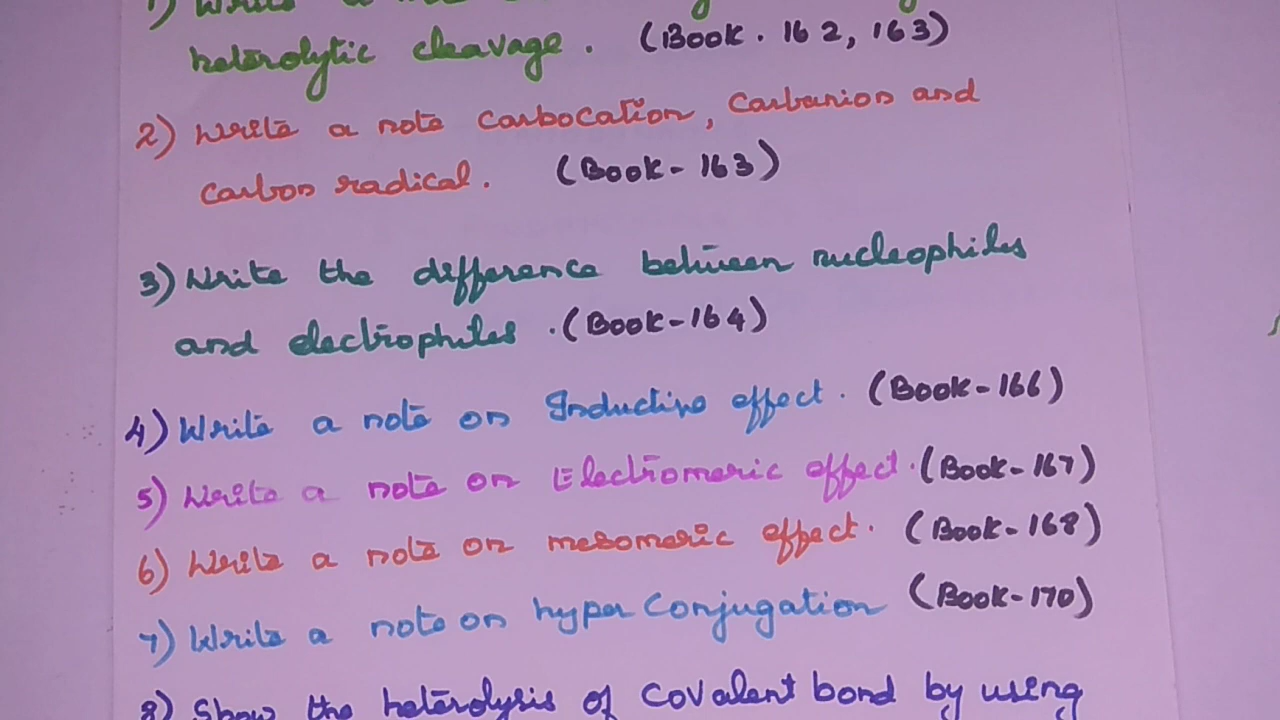 1) Write a
heterolytic cleavage. (Book. 162, 163)
2) Write a note carbocation, Carbanion and
carbon radical. (Book-163)
3) Write the difference between nucleophiles
and electrophiles. (Book-164)
4) Write a note on Inductive effect. (Book-166)
5) Write a note on Electromeric effect. (Book-167)
6) Write a note on mesomeric effect. (Book-168)
7) Write a note on hyper Conjugation (Book-170)
8) Show the heterolysis of Covalent bond by using